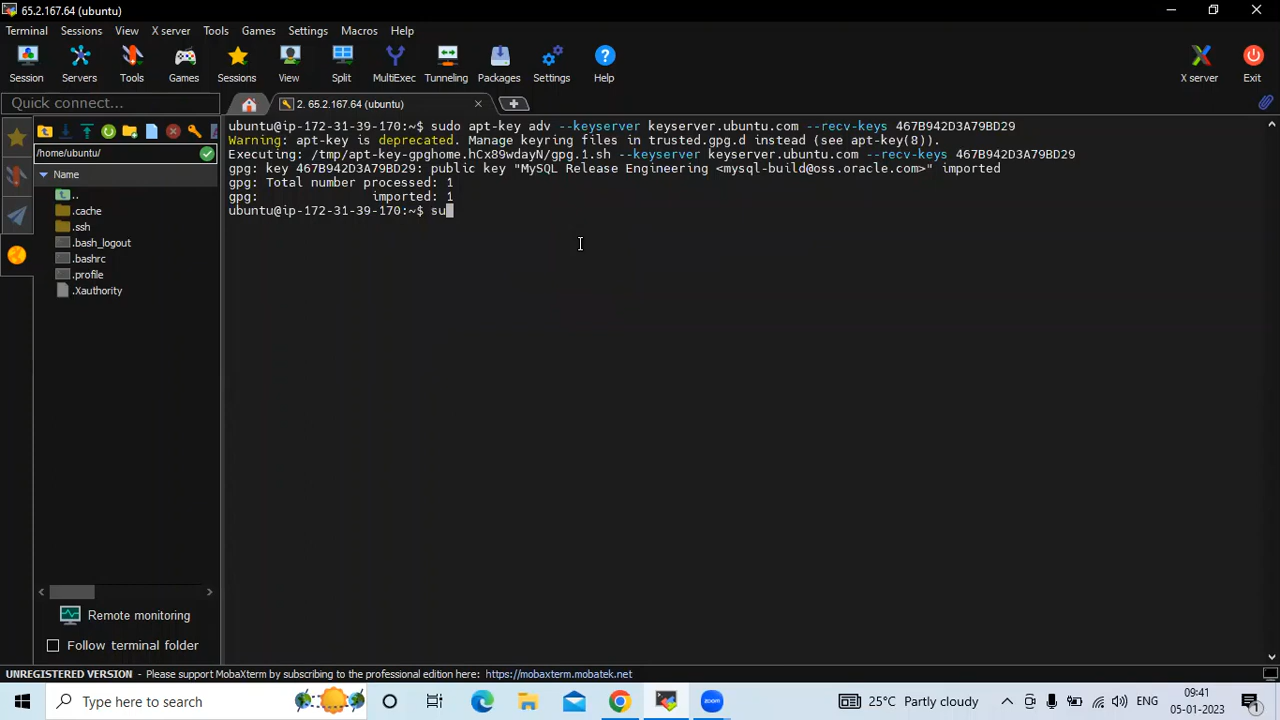 65.2.167.64 (ubuntu)
Terminal Sessions View X server Tools Games Settings Macros Help
Session Servers Tools Games Sessions View Split MultiExec Tunneling Packages Settings Help X server Exit
Quick connect...
2. 65.2.167.64 (ubuntu)
/home/ubuntu/
Name
..
.cache
.ssh
.bash_logout
.bashrc
.profile
.Xauthority
Remote monitoring
Follow terminal folder
ubuntu@ip-172-31-39-170:~$ sudo apt-key adv --keyserver keyserver.ubuntu.com --recv-keys 467B942D3A79BD29
Warning: apt-key is deprecated. Manage keyring files in trusted.gpg.d instead (see apt-key(8)).
Executing: /tmp/apt-key-gpghome.hCx89wdayN/gpg.1.sh --keyserver keyserver.ubuntu.com --recv-keys 467B942D3A79BD29
gpg: key 467B942D3A79BD29: public key "MySQL Release Engineering <mysql-build@oss.oracle.com>" imported
gpg: Total number processed: 1
gpg:               imported: 1
ubuntu@ip-172-31-39-170:~$ su
UNREGISTERED VERSION - Please support MobaXterm by subscribing to the professional edition here: https://mobaxterm.mobatek.net
Type here to search
zoom
25°C Partly cloudy
ENG
09:41
05-01-2023
1